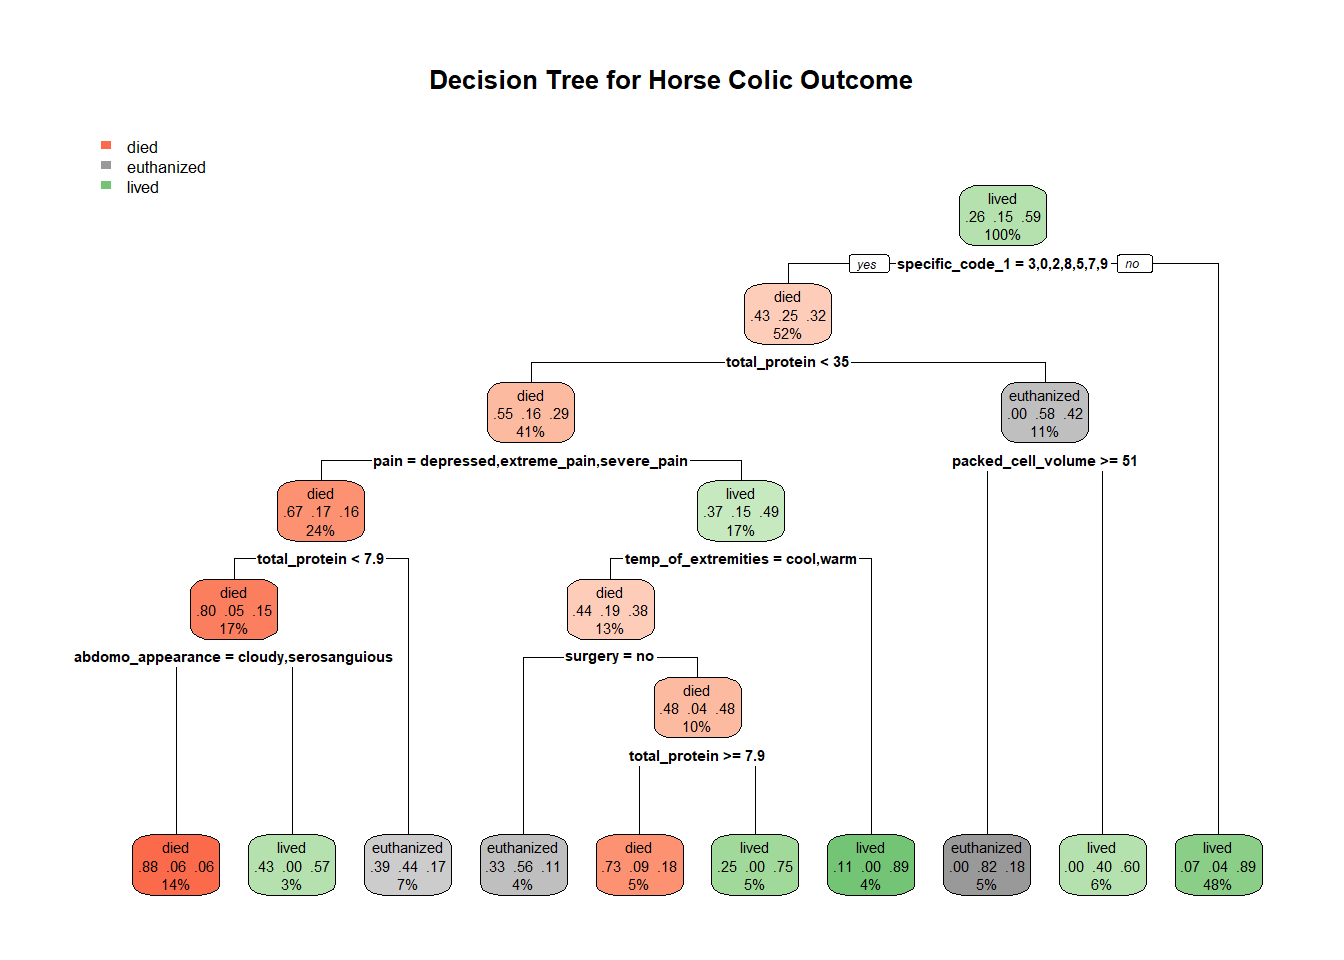 Decision Tree for Horse Colic Outcome
died
euthanized
lived
lived
.26 .15 .59
100%
yes specific_code_1 = 3,0,2,8,5,7,9 no
died
.43 .25 .32
52%
total_protein < 35
died
.55 .16 .29
41%
euthanized
.00 .58 .42
11%
pain = depressed,extreme_pain,severe_pain
packed_cell_volume >= 51
died
.67 .17 .16
24%
lived
.37 .15 .49
17%
total_protein < 7.9
temp_of_extremities = cool,warm
died
.80 .05 .15
17%
died
.44 .19 .38
13%
abdomo_appearance = cloudy,serosanguious
surgery = no
died
.48 .04 .48
10%
total_protein >= 7.9
died
.88 .06 .06
14%
lived
.43 .00 .57
3%
euthanized
.39 .44 .17
7%
euthanized
.33 .56 .11
4%
died
.73 .09 .18
5%
lived
.25 .00 .75
5%
lived
.11 .00 .89
4%
euthanized
.00 .82 .18
5%
lived
.00 .40 .60
6%
lived
.07 .04 .89
48%